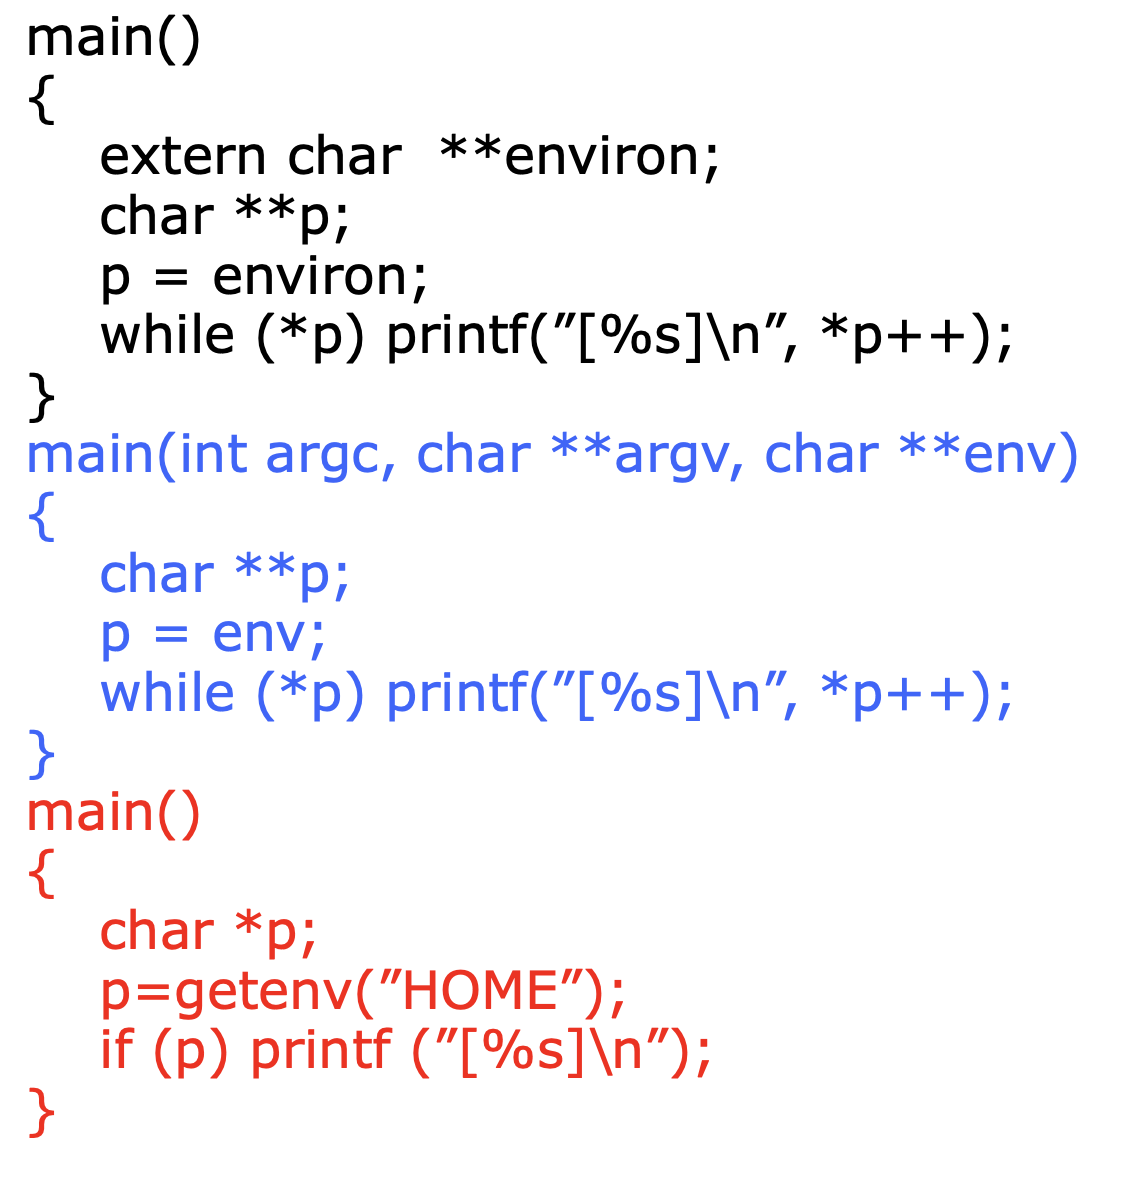 main()
{
extern char  **environ;
char **p;
p = environ;
while (*p) printf(”[%s]\n”, *p++);
}
main(int argc, char **argv, char **env)
{
char **p;
p = env;
while (*p) printf(”[%s]\n”, *p++);
}
main()
{
char *p;
p=getenv(”HOME”);
if (p) printf (”[%s]\n”);
}